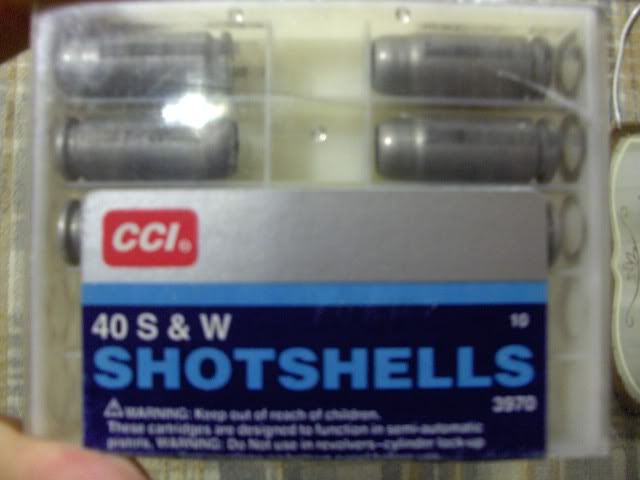 CCI®
40 S & W
10
SHOTSHELLS
3970
WARNING: Keep out of reach of children.
These cartridges are designed to function in semi-automatic
pistols. WARNING: Do Not use in revolvers-cylinder lock-up